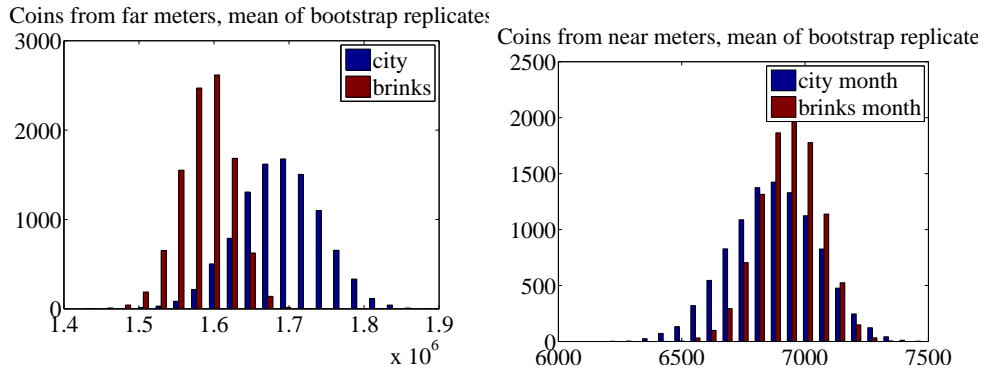 Coins from far meters, mean of bootstrap replicates
3000
2000
1000
0
1.4
1.5
1.6
1.7
1.8
1.9
x 10^6
city
brinks
Coins from near meters, mean of bootstrap replicate
2500
2000
1500
1000
500
0
6000
6500
7000
7500
city month
brinks month